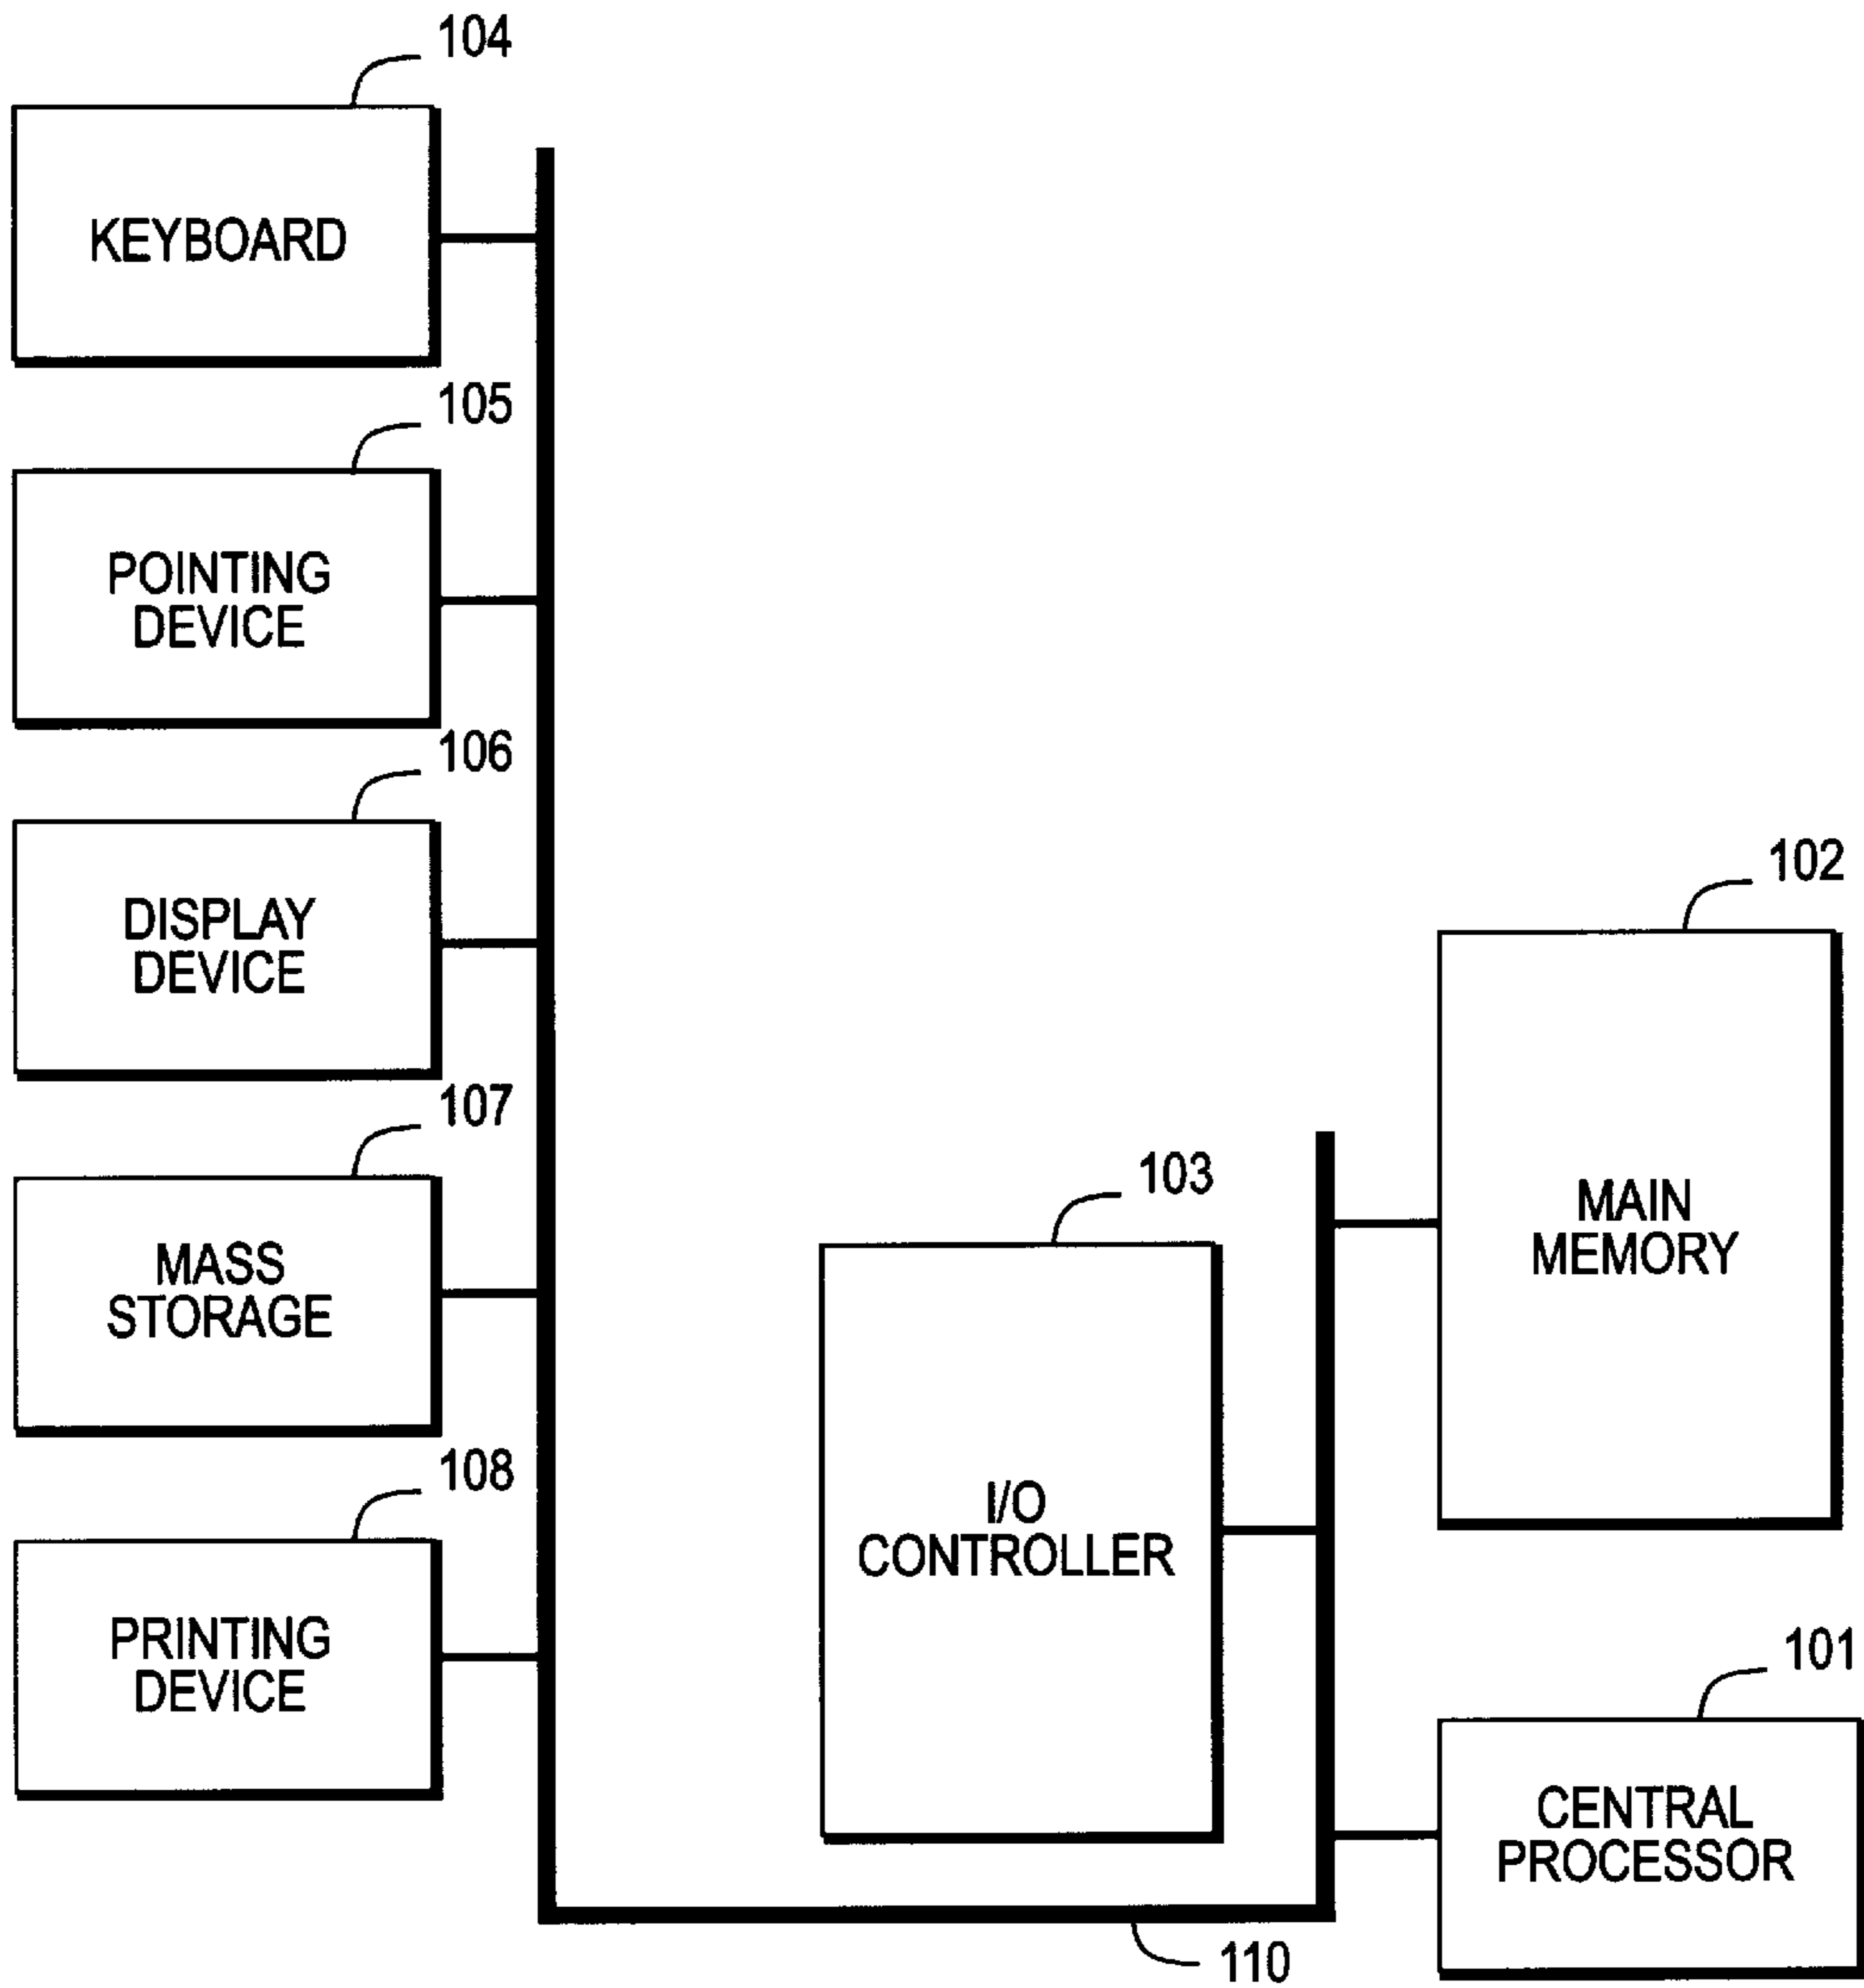 104
KEYBOARD
105
POINTING
DEVICE
106
DISPLAY
DEVICE
107
MASS
STORAGE
108
PRINTING
DEVICE
103
I/O
CONTROLLER
102
MAIN
MEMORY
101
CENTRAL
PROCESSOR
110